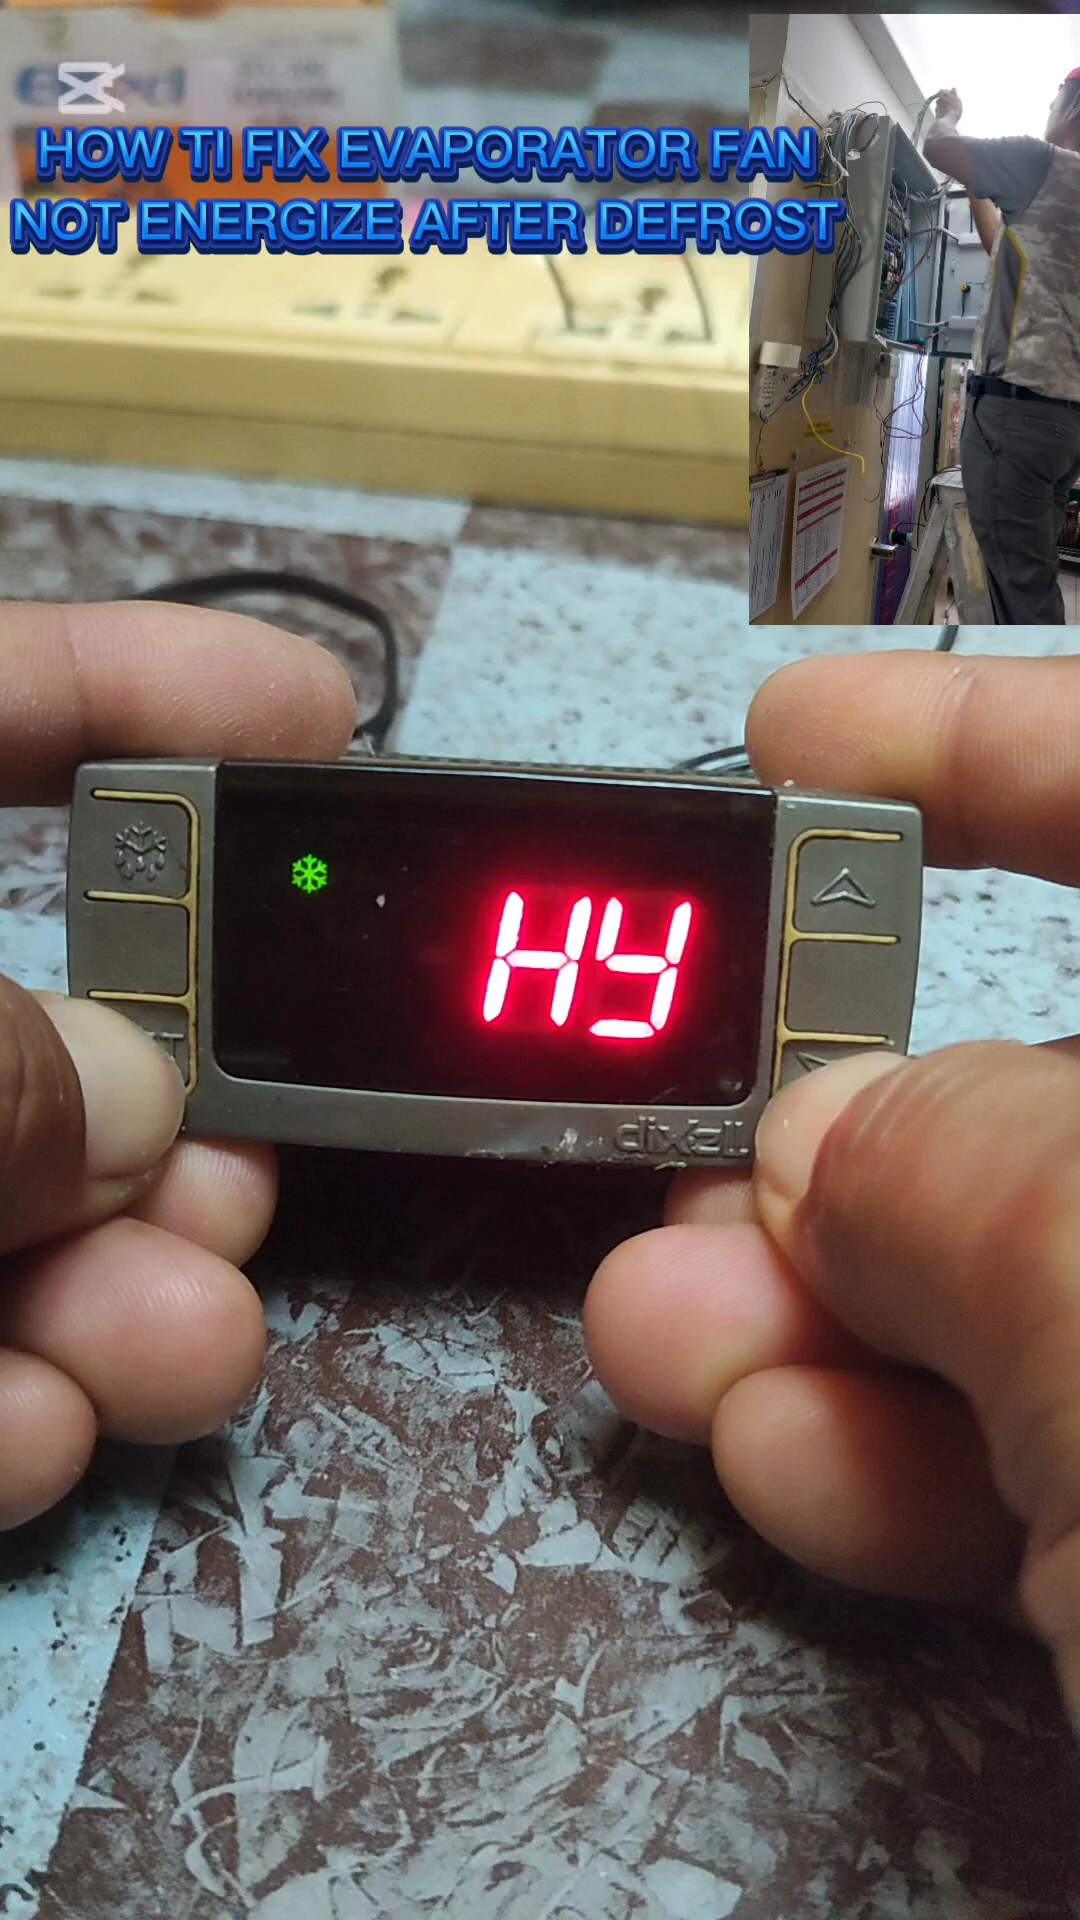 HOW TI FIX EVAPORATOR FAN
NOT ENERGIZE AFTER DEFROST
HY
dixell